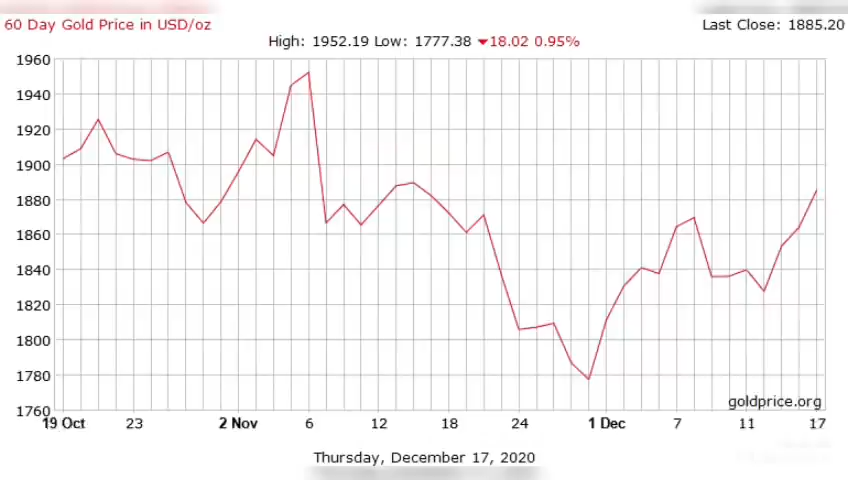 60 Day Gold Price in USD/oz
Last Close: 1885.20
High: 1952.19 Low: 1777.38 ▼18.02 0.95%
1960
1940
1920
1900
1880
1860
1840
1820
1800
1780
1760
goldprice.org
19 Oct 23 2 Nov 6 12 18 24 1 Dec 7 11 17
Thursday, December 17, 2020